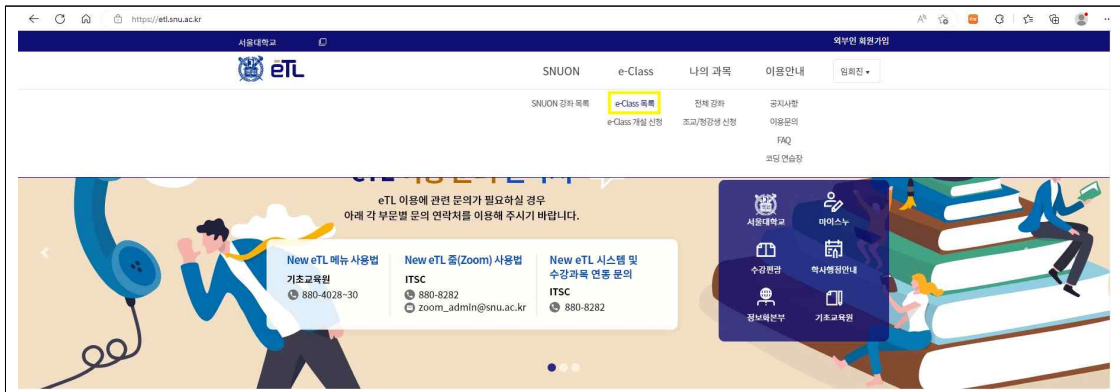 https://etl.snu.ac.kr
서울대학교
외부인 회원가입
eTL
SNUON e-Class 나의 과목 이용안내 임희진
SNUON 강좌 목록 e-Class 목록 전체 강좌 공지사항
e-Class 개설 신청 조교/청강생 신청 이용문의
FAQ
코딩 연습장
eTL 이용에 관련 문의가 필요하실 경우
아래 각 부문별 문의 연락처를 이용해 주시기 바랍니다.
New eTL 메뉴 사용법
기초교육원
880-4028~30
New eTL 줌(Zoom) 사용법
ITSC
880-8282
zoom_admin@snu.ac.kr
New eTL 시스템 및
수강과목 연동 문의
ITSC
880-8282
서울대학교 마이스누
수강편람 학사행정안내
정보화본부 기초교육원